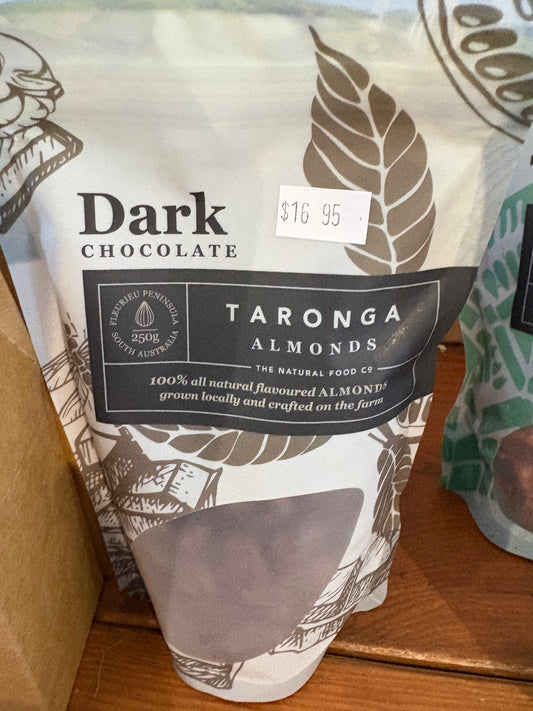 Dark
CHOCOLATE
$16 95
FLEURIEU PENINSULA
250g
SOUTH AUSTRALIA
TARONGA
ALMONDS
THE NATURAL FOOD CO
100% all natural flavoured ALMONDS
grown locally and crafted on the farm